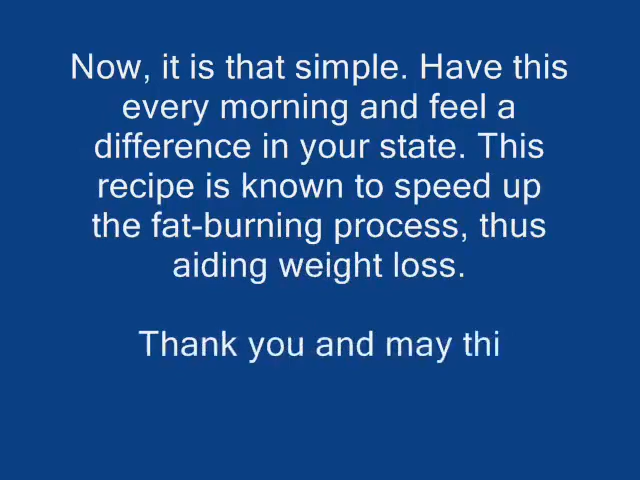 Now, it is that simple. Have this
every morning and feel a
difference in your state. This
recipe is known to speed up
the fat-burning process, thus
aiding weight loss.
Thank you and may thi